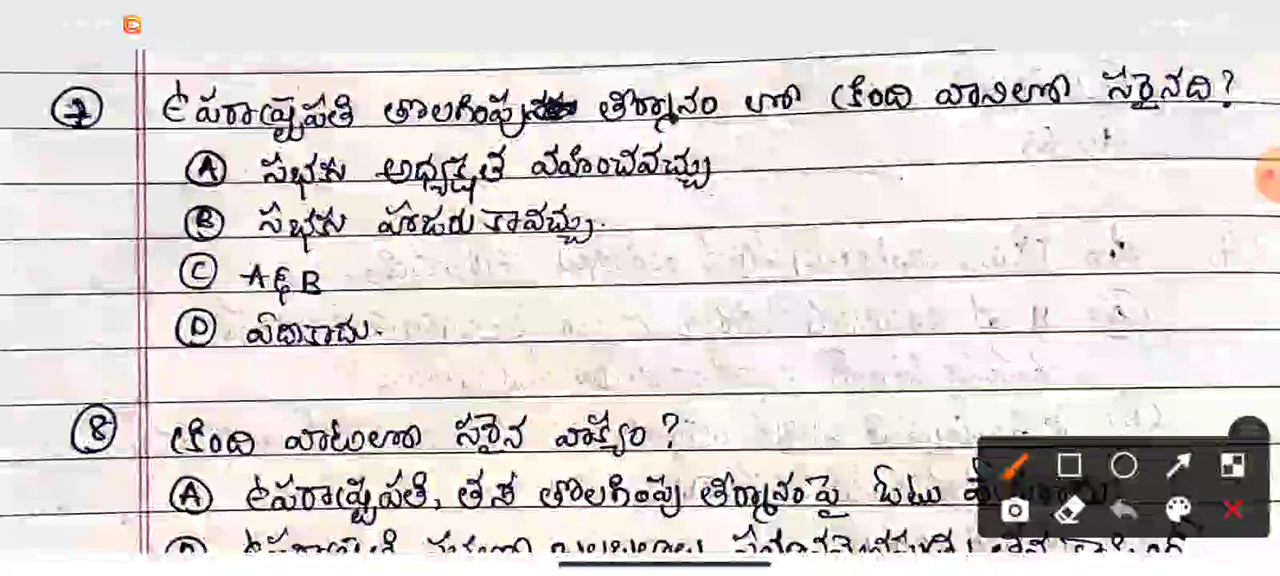 7 ఉపరాష్ట్రపతి తొలగింపు తీర్మానం లో క్రింది వానిలో సరైనది?
A సభకు అధ్యక్షత వహించవచ్చు
B సభకు హాజరు కావచ్చు.
C A & B
D ఏదికాదు.
8 క్రింది వాటిలో సరైన వాక్యం?
A ఉపరాష్ట్రపతి, తన తొలగింపు తీర్మానంపై ఓటు